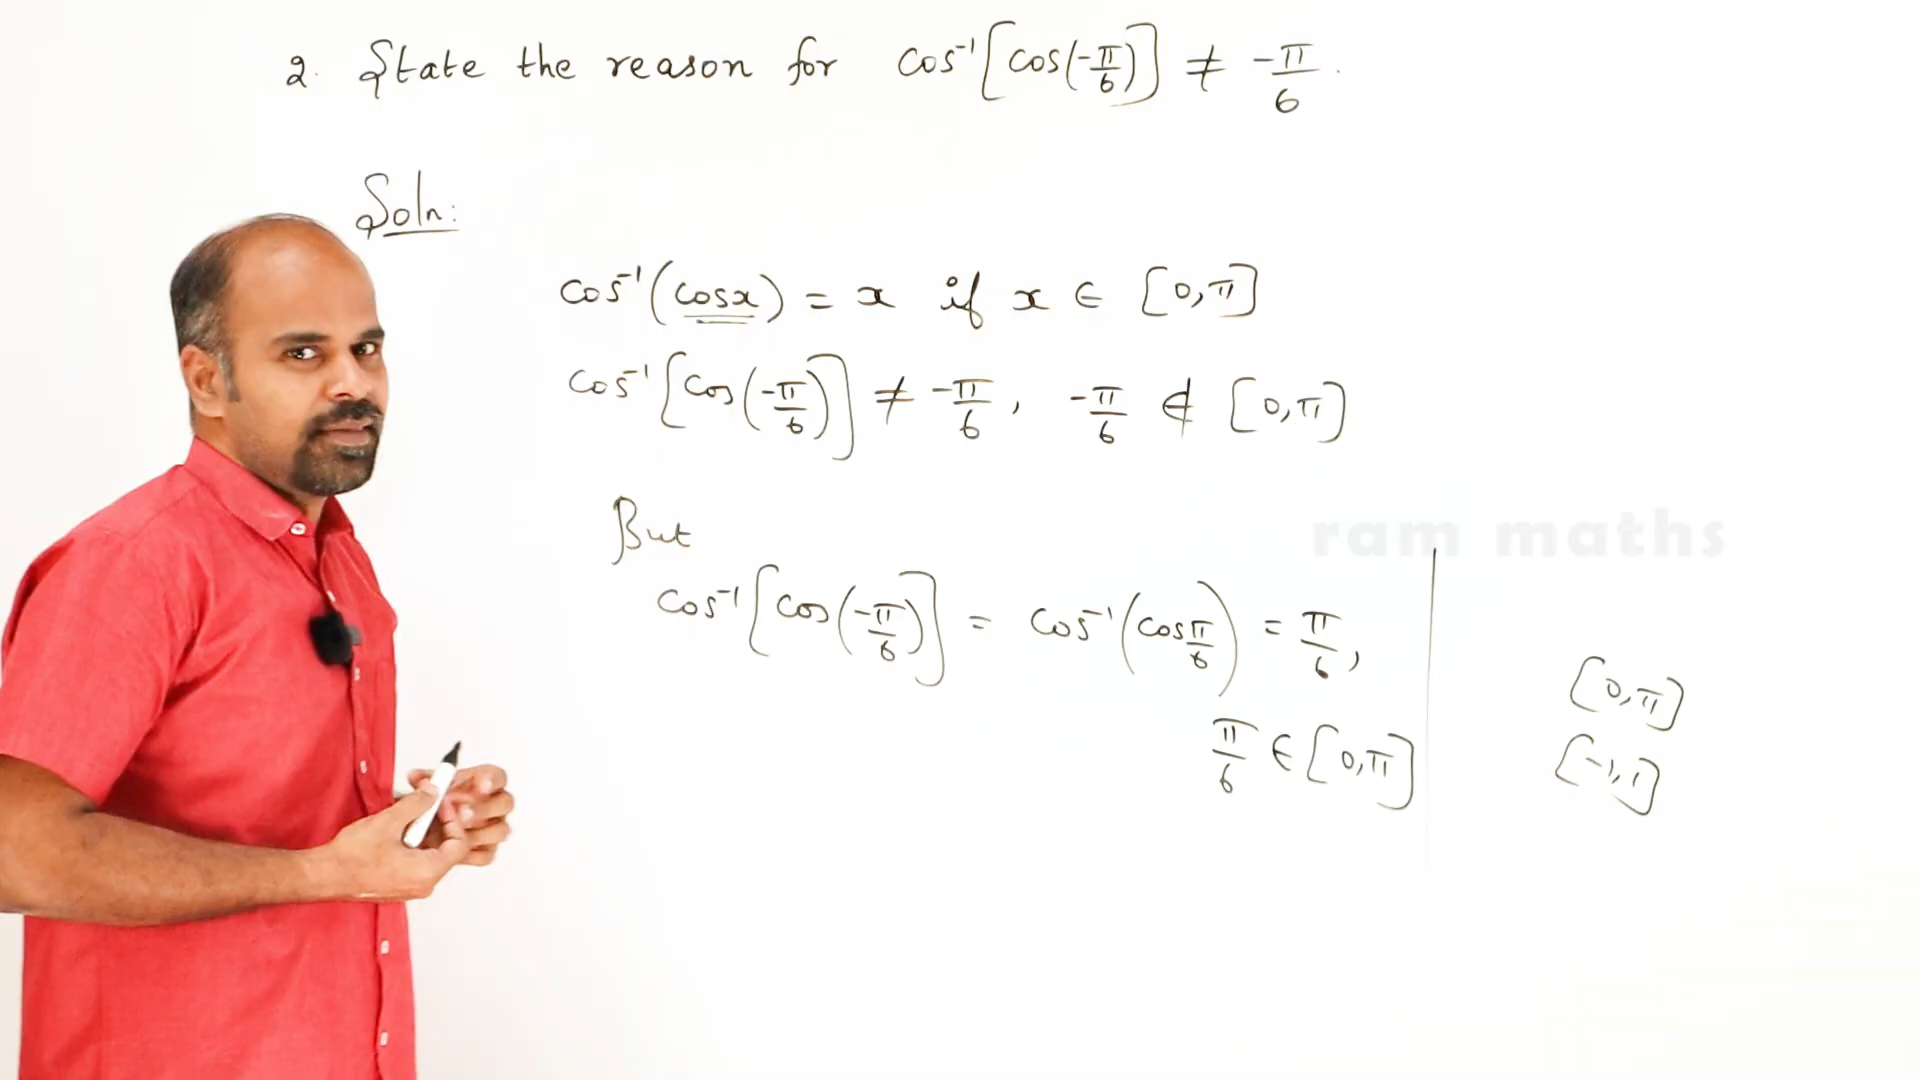 2. State the reason for cos⁻¹[cos(-π/6)] ≠ -π/6.
Soln:
cos⁻¹(cosx) = x if x ∈ [0,π]
cos⁻¹[cos(-π/6)] ≠ -π/6, -π/6 ∉ [0,π]
But
ram maths
cos⁻¹[cos(-π/6)] = cos⁻¹(cos π/6) = π/6,
π/6 ∈ [0,π]
[0,π]
[-1,1]